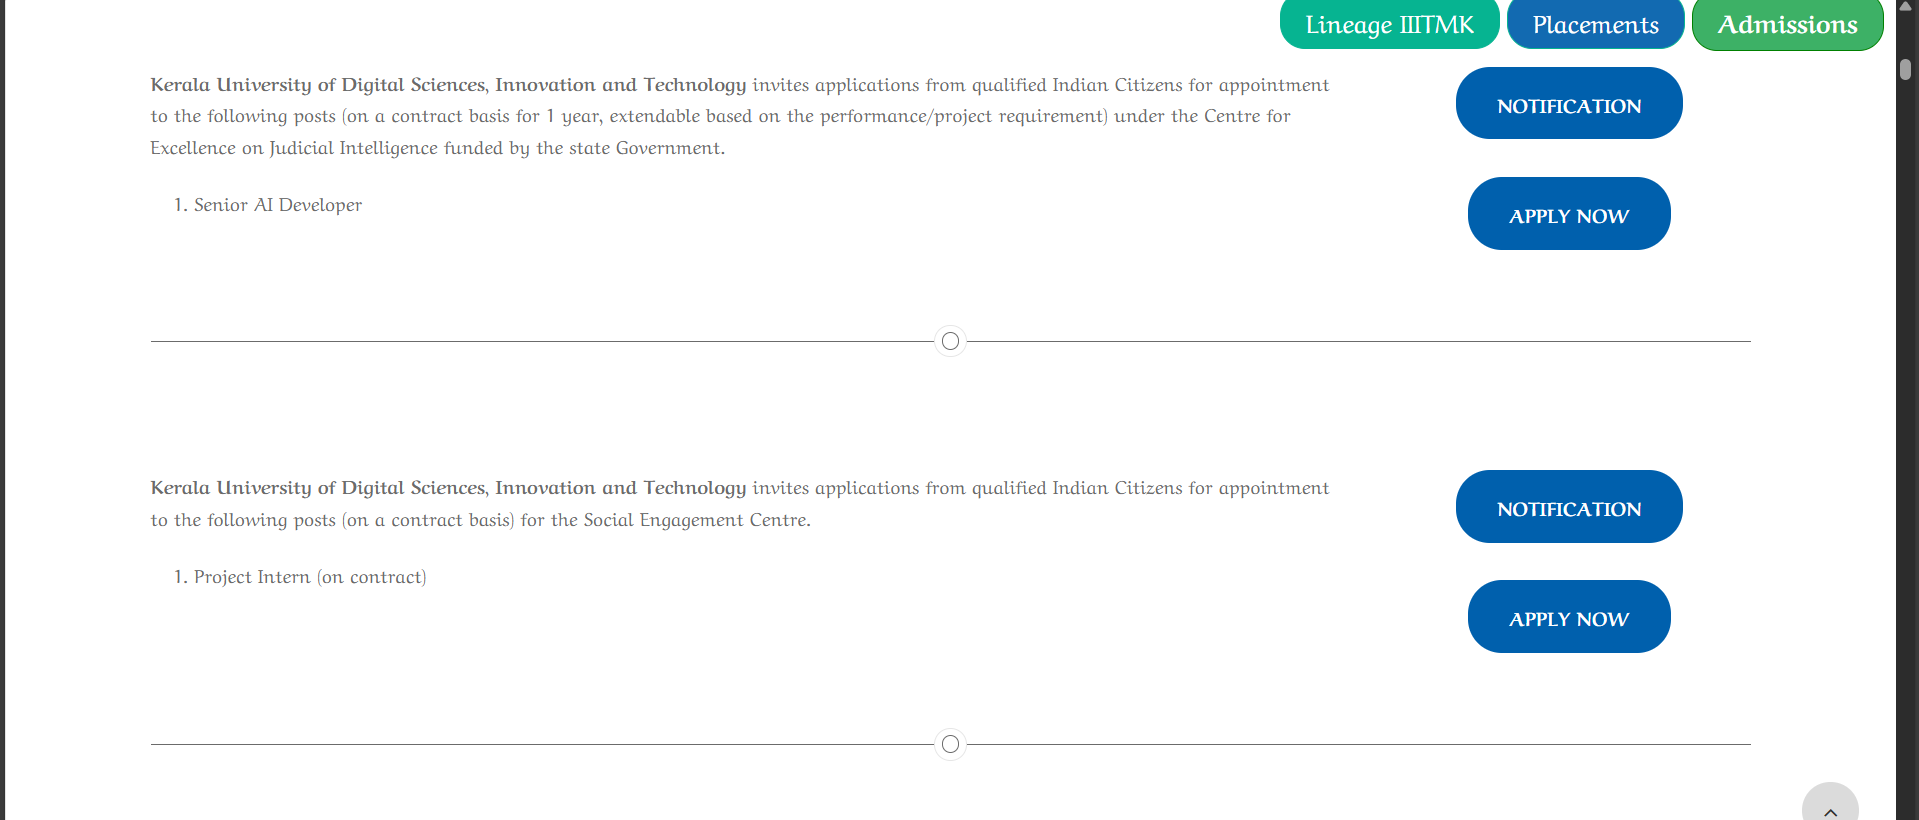 Lineage IIITMK Placements Admissions
Kerala University of Digital Sciences, Innovation and Technology invites applications from qualified Indian Citizens for appointment
to the following posts (on a contract basis for 1 year, extendable based on the performance/project requirement) under the Centre for
Excellence on Judicial Intelligence funded by the state Government.
1. Senior AI Developer
NOTIFICATION
APPLY NOW
Kerala University of Digital Sciences, Innovation and Technology invites applications from qualified Indian Citizens for appointment
to the following posts (on a contract basis) for the Social Engagement Centre.
1. Project Intern (on contract)
NOTIFICATION
APPLY NOW